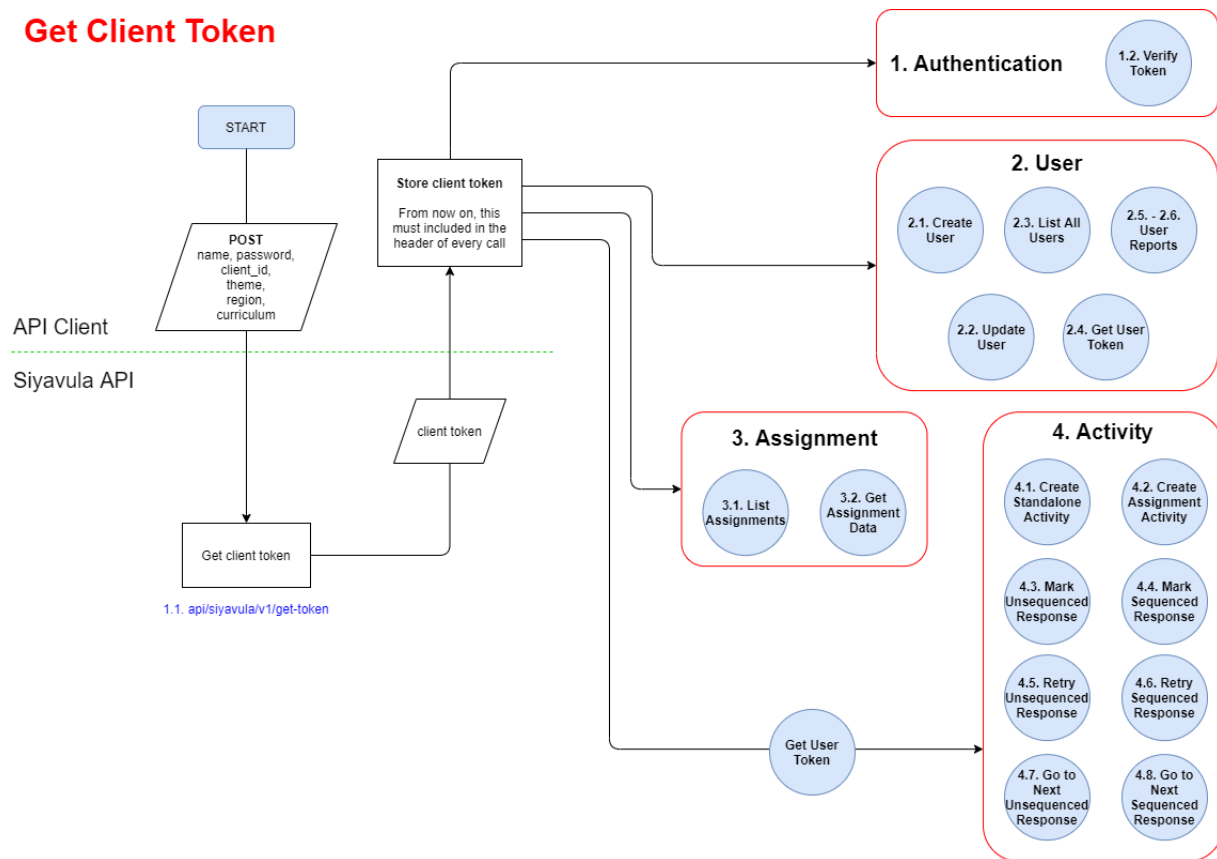 Get Client Token
START
POST
name, password,
client_id,
theme,
region,
curriculum
API Client
Siyavula API
Get client token
1.1. api/siyavula/v1/get-token
client token
Store client token
From now on, this
must included in the
header of every call
1. Authentication
1.2. Verify
Token
2. User
2.1. Create
User
2.3. List All
Users
2.5. - 2.6.
User
Reports
2.2. Update
User
2.4. Get User
Token
3. Assignment
3.1. List
Assignments
3.2. Get
Assignment
Data
Get User
Token
4. Activity
4.1. Create
Standalone
Activity
4.2. Create
Assignment
Activity
4.3. Mark
Unsequenced
Response
4.4. Mark
Sequenced
Response
4.5. Retry
Unsequenced
Response
4.6. Retry
Sequenced
Response
4.7. Go to
Next
Unsequenced
Response
4.8. Go to
Next
Sequenced
Response